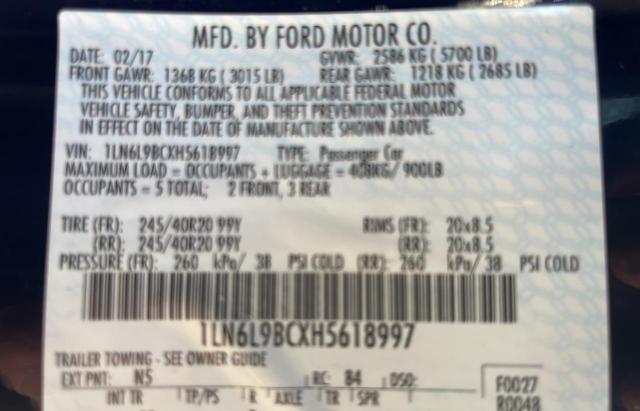 MFD. BY FORD MOTOR CO.
DATE: 02/17 GVWR: 2586 KG ( 5700 LB)
FRONT GAWR: 1368 KG ( 3015 LB) REAR GAWR: 1218 KG ( 2685 LB)
THIS VEHICLE CONFORMS TO ALL APPLICABLE FEDERAL MOTOR
VEHICLE SAFETY, BUMPER, AND THEFT PREVENTION STANDARDS
IN EFFECT ON THE DATE OF MANUFACTURE SHOWN ABOVE.
VIN: 1LN6L9BCXH5618997 TYPE: Passenger Car
MAXIMUM LOAD = OCCUPANTS + LUGGAGE = 408KG/ 900LB
OCCUPANTS = 5 TOTAL; 2 FRONT, 3 REAR
TIRE (FR): 245/40R20 99Y RIMS (FR): 20x8.5
(RR): 245/40R20 99Y (RR): 20x8.5
PRESSURE (FR): 260 kPa/ 38 PSI COLD (RR): 260 kPa/ 38 PSI COLD
1LN6L9BCXH5618997
TRAILER TOWING - SEE OWNER GUIDE
EXT PNT: N5 RC: 84 DSO: F0027
INT TR TP/PS R AXLE TR SPR R0048